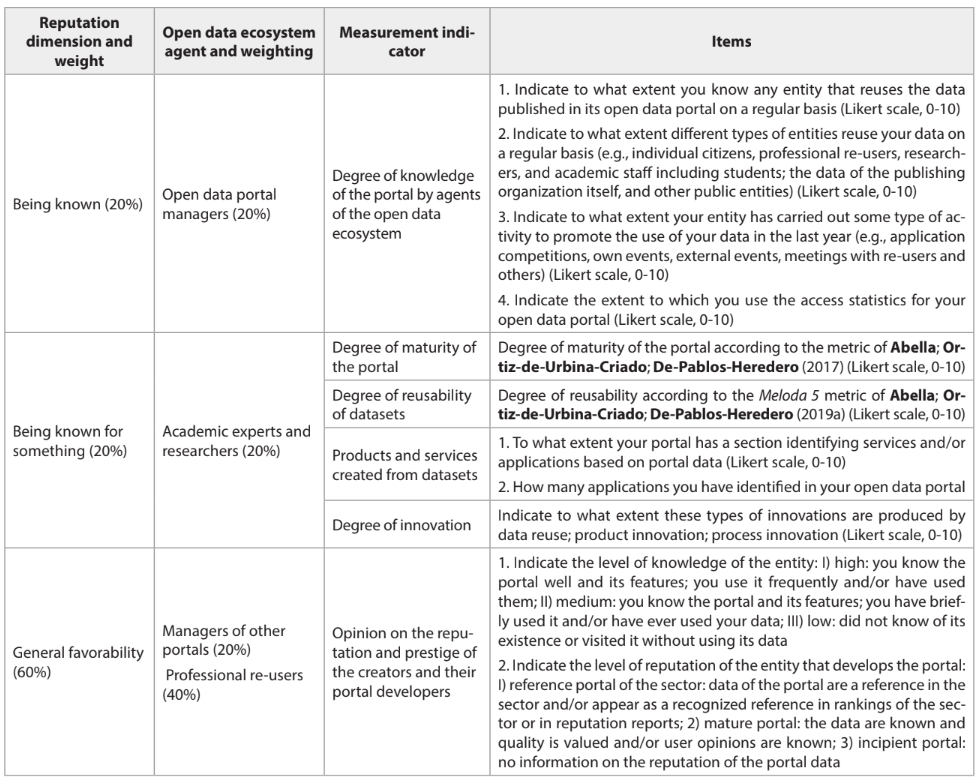 Reputation
dimension and
weight
Open data ecosystem
agent and weighting
Measurement indi-
cator
Items
Being known (20%)
Open data portal
managers (20%)
Degree of knowledge
of the portal by agents
of the open data
ecosystem
1. Indicate to what extent you know any entity that reuses the data
published in its open data portal on a regular basis (Likert scale, 0-10)
2. Indicate to what extent different types of entities reuse your data on
a regular basis (e.g., individual citizens, professional re-users, research-
ers, and academic staff including students; the data of the publishing
organization itself, and other public entities) (Likert scale, 0-10)
3. Indicate to what extent your entity has carried out some type of ac-
tivity to promote the use of your data in the last year (e.g., application
competitions, own events, external events, meetings with re-users and
others) (Likert scale, 0-10)
4. Indicate the extent to which you use the access statistics for your
open data portal (Likert scale, 0-10)
Being known for
something (20%)
Academic experts and
researchers (20%)
Degree of maturity of
the portal
Degree of maturity of the portal according to the metric of Abella; Or-
tiz-de-Urbina-Criado; De-Pablos-Heredero (2017) (Likert scale, 0-10)
Degree of reusability
of datasets
Degree of reusability according to the Meloda 5 metric of Abella; Or-
tiz-de-Urbina-Criado; De-Pablos-Heredero (2019a) (Likert scale, 0-10)
Products and services
created from datasets
1. To what extent your portal has a section identifying services and/or
applications based on portal data (Likert scale, 0-10)
2. How many applications you have identified in your open data portal
Degree of innovation
Indicate to what extent these types of innovations are produced by
data reuse; product innovation; process innovation (Likert scale, 0-10)
General favorability
(60%)
Managers of other
portals (20%)
Professional re-users
(40%)
Opinion on the repu-
tation and prestige of
the creators and their
portal developers
1. Indicate the level of knowledge of the entity: I) high: you know the
portal well and its features; you use it frequently and/or have used
them; II) medium: you know the portal and its features; you have brief-
ly used it and/or have ever used your data; III) low: did not know of its
existence or visited it without using its data
2. Indicate the level of reputation of the entity that develops the portal:
I) reference portal of the sector: data of the portal are a reference in the
sector and/or appear as a recognized reference in rankings of the sec-
tor or in reputation reports; 2) mature portal: the data are known and
quality is valued and/or user opinions are known; 3) incipient portal:
no information on the reputation of the portal data